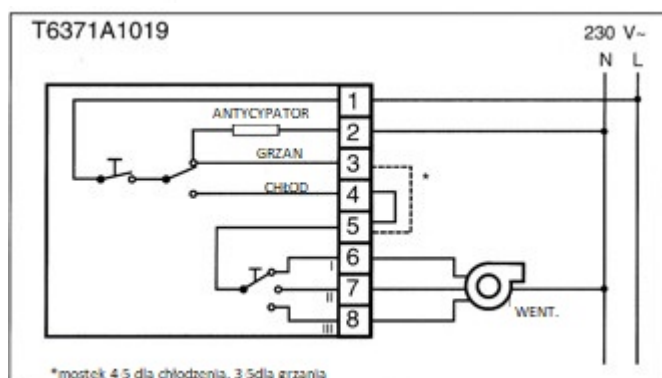 T6371A1019
230 V~
N L
1
ANTYCYPATOR
2
GRZAN
3
*
CHŁOD
4
5
I
6
II
7
WENT.
III
8
*mostek 4-5 dla chłodzenia, 3-5dla grzania